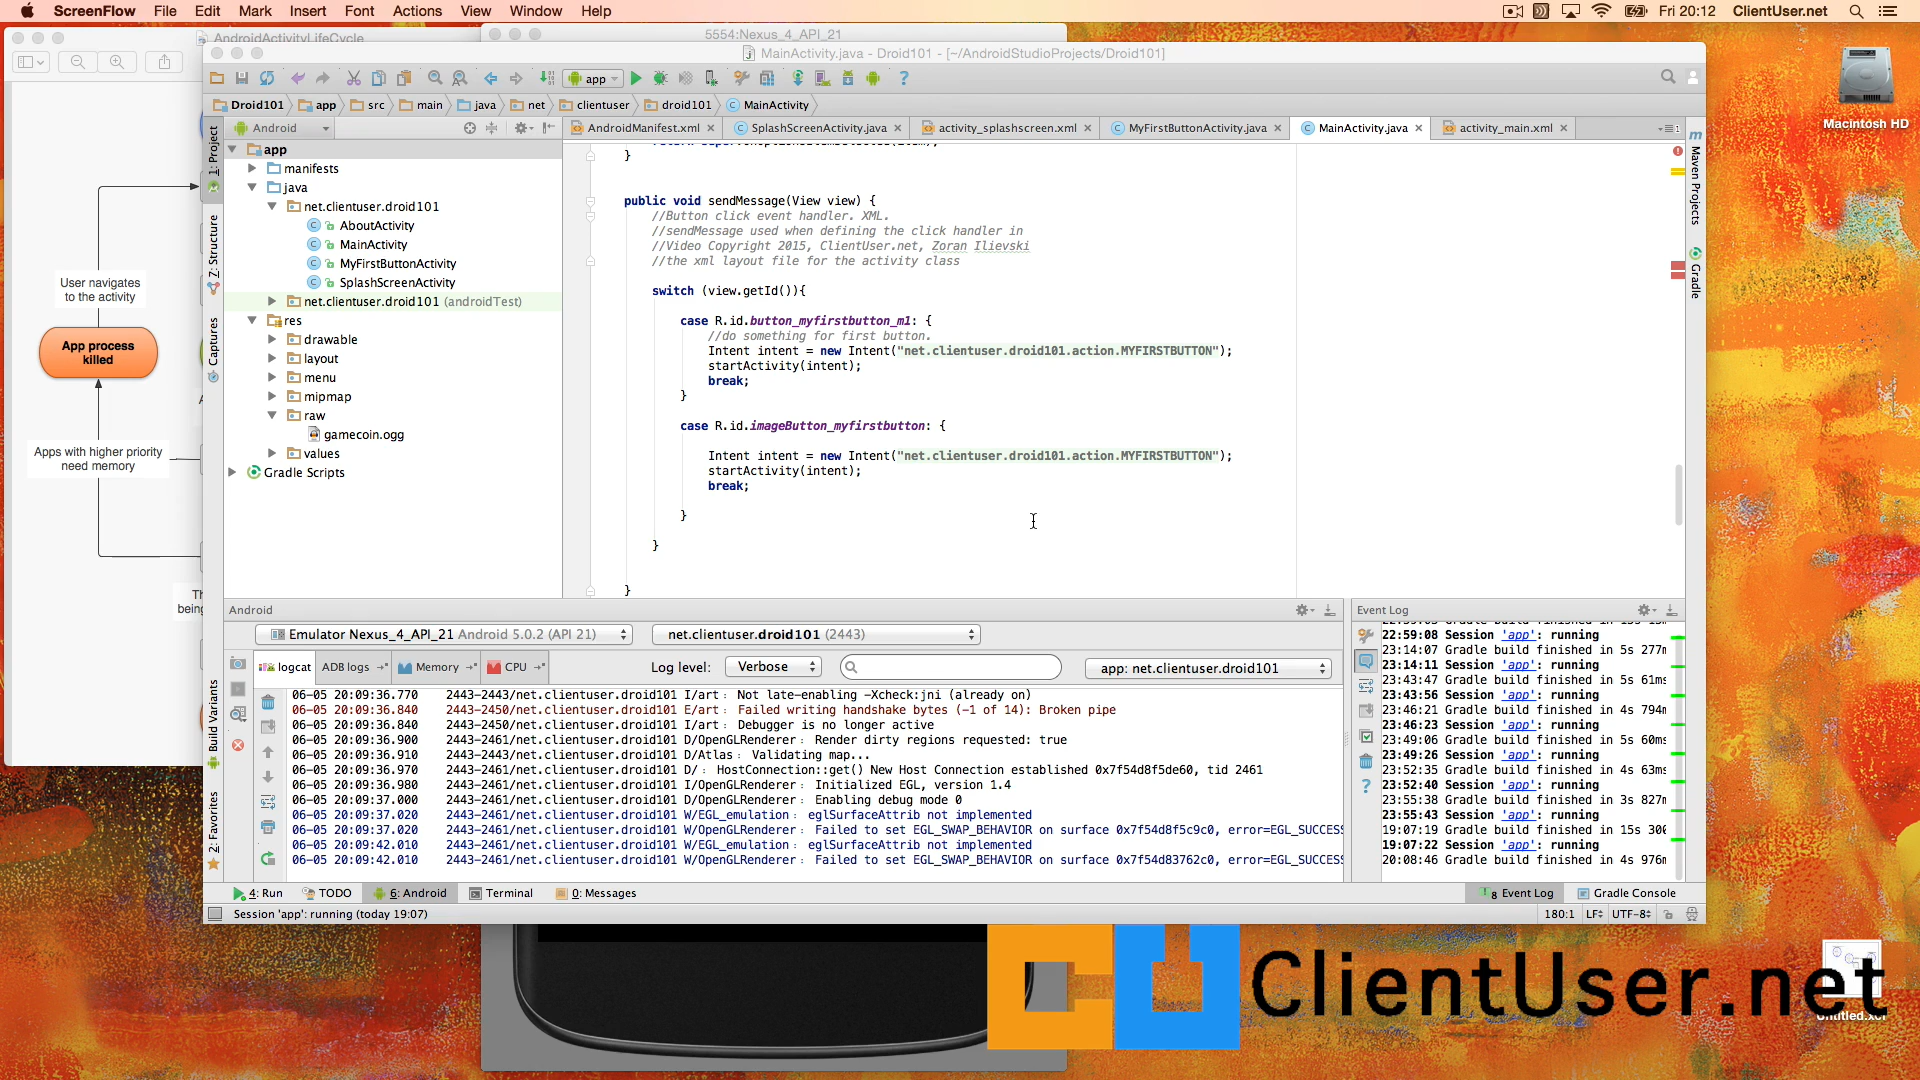 ScreenFlow File Edit Mark Insert Font Actions View Window Help Fri 20:12 ClientUser.net
AndroidActivityLifeCycle
5554:Nexus_4_API_21
MainActivity.java - Droid101 - [~/AndroidStudioProjects/Droid101]
app
Droid101 app src main java net clientuser droid101 MainActivity
Android
AndroidManifest.xml SplashScreenActivity.java activity_splashscreen.xml MyFirstButtonActivity.java MainActivity.java activity_main.xml
1: Project
Z: Structure
Captures
Build Variants
2: Favorites
Maven Projects
Gradle
Macintosh HD
User navigates
to the activity
App process
killed
Apps with higher priority
need memory
app
manifests
java
net.clientuser.droid101
AboutActivity
MainActivity
MyFirstButtonActivity
SplashScreenActivity
net.clientuser.droid101 (androidTest)
res
drawable
layout
menu
mipmap
raw
gamecoin.ogg
values
Gradle Scripts
}
public void sendMessage(View view) {
//Button click event handler. XML.
//sendMessage used when defining the click handler in
//Video Copyright 2015, ClientUser.net, Zoran Ilievski
//the xml layout file for the activity class
switch (view.getId()){
case R.id.button_myfirstbutton_m1: {
//do something for first button.
Intent intent = new Intent("net.clientuser.droid101.action.MYFIRSTBUTTON");
startActivity(intent);
break;
}
case R.id.imageButton_myfirstbutton: {
Intent intent = new Intent("net.clientuser.droid101.action.MYFIRSTBUTTON");
startActivity(intent);
break;
}
}
}
Android
Emulator Nexus_4_API_21 Android 5.0.2 (API 21) net.clientuser.droid101 (2443)
logcat ADB logs Memory CPU Log level: Verbose app: net.clientuser.droid101
06-05 20:09:36.770 2443-2443/net.clientuser.droid101 I/art: Not late-enabling -Xcheck:jni (already on)
06-05 20:09:36.840 2443-2450/net.clientuser.droid101 E/art: Failed writing handshake bytes (-1 of 14): Broken pipe
06-05 20:09:36.840 2443-2450/net.clientuser.droid101 I/art: Debugger is no longer active
06-05 20:09:36.900 2443-2461/net.clientuser.droid101 D/OpenGLRenderer: Render dirty regions requested: true
06-05 20:09:36.910 2443-2443/net.clientuser.droid101 D/Atlas: Validating map...
06-05 20:09:36.970 2443-2461/net.clientuser.droid101 D/: HostConnection::get() New Host Connection established 0x7f54d8f5de60, tid 2461
06-05 20:09:36.980 2443-2461/net.clientuser.droid101 I/OpenGLRenderer: Initialized EGL, version 1.4
06-05 20:09:37.000 2443-2461/net.clientuser.droid101 D/OpenGLRenderer: Enabling debug mode 0
06-05 20:09:37.020 2443-2461/net.clientuser.droid101 W/EGL_emulation: eglSurfaceAttrib not implemented
06-05 20:09:37.020 2443-2461/net.clientuser.droid101 W/OpenGLRenderer: Failed to set EGL_SWAP_BEHAVIOR on surface 0x7f54d8f5c9c0, error=EGL_SUCCESS
06-05 20:09:42.010 2443-2461/net.clientuser.droid101 W/EGL_emulation: eglSurfaceAttrib not implemented
06-05 20:09:42.010 2443-2461/net.clientuser.droid101 W/OpenGLRenderer: Failed to set EGL_SWAP_BEHAVIOR on surface 0x7f54d83762c0, error=EGL_SUCCESS
Event Log
22:59:08 Session 'app': running
23:14:07 Gradle build finished in 5s 277m
23:14:11 Session 'app': running
23:43:47 Gradle build finished in 5s 61ms
23:43:56 Session 'app': running
23:46:21 Gradle build finished in 4s 794m
23:46:23 Session 'app': running
23:49:06 Gradle build finished in 5s 60ms
23:49:26 Session 'app': running
23:52:35 Gradle build finished in 4s 63ms
23:52:40 Session 'app': running
23:55:38 Gradle build finished in 3s 827m
23:55:43 Session 'app': running
19:07:19 Gradle build finished in 15s 300
19:07:22 Session 'app': running
20:08:46 Gradle build finished in 4s 976m
4: Run TODO 6: Android Terminal 0: Messages 8 Event Log Gradle Console
Session 'app': running (today 19:07) 180:1 LF UTF-8
ClientUser.net